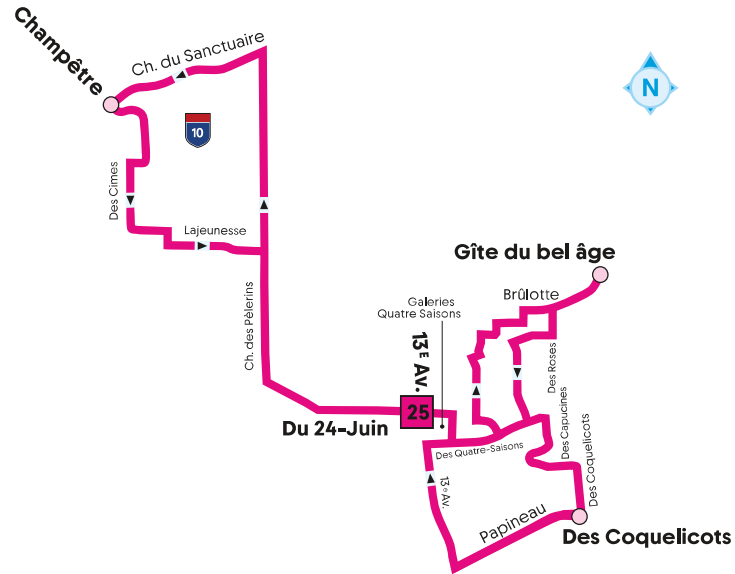 Champêtre
Ch. du Sanctuaire
N
10
Des Cimes
Lajeunesse
Gîte du bel âge
Brûlotte
Galeries
Quatre Saisons
Ch. des Pèlerins
13ᴱ Av.
Des Roses
25
Du 24-Juin
Des Capucines
Des Quatre-Saisons
Des Coquelicots
13ᵉ Av.
Papineau
Des Coquelicots